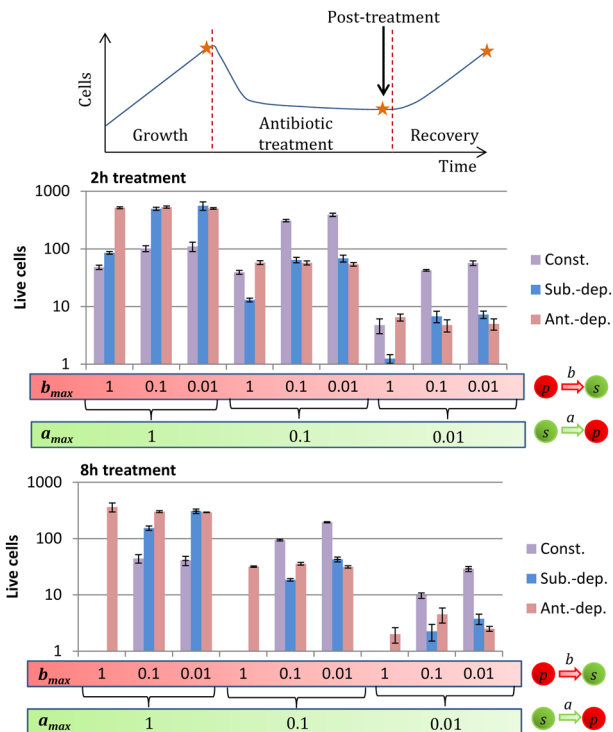 Post-treatment
Cells
Growth
Antibiotic
treatment
Recovery
Time
2h treatment
Live cells
1000
100
10
1
Const.
Sub.-dep.
Ant.-dep.
bmax 1 0.1 0.01 1 0.1 0.01 1 0.1 0.01
p b s
amax 1 0.1 0.01
s a p
8h treatment
Live cells
1000
100
10
1
Const.
Sub.-dep.
Ant.-dep.
bmax 1 0.1 0.01 1 0.1 0.01 1 0.1 0.01
p b s
amax 1 0.1 0.01
s a p